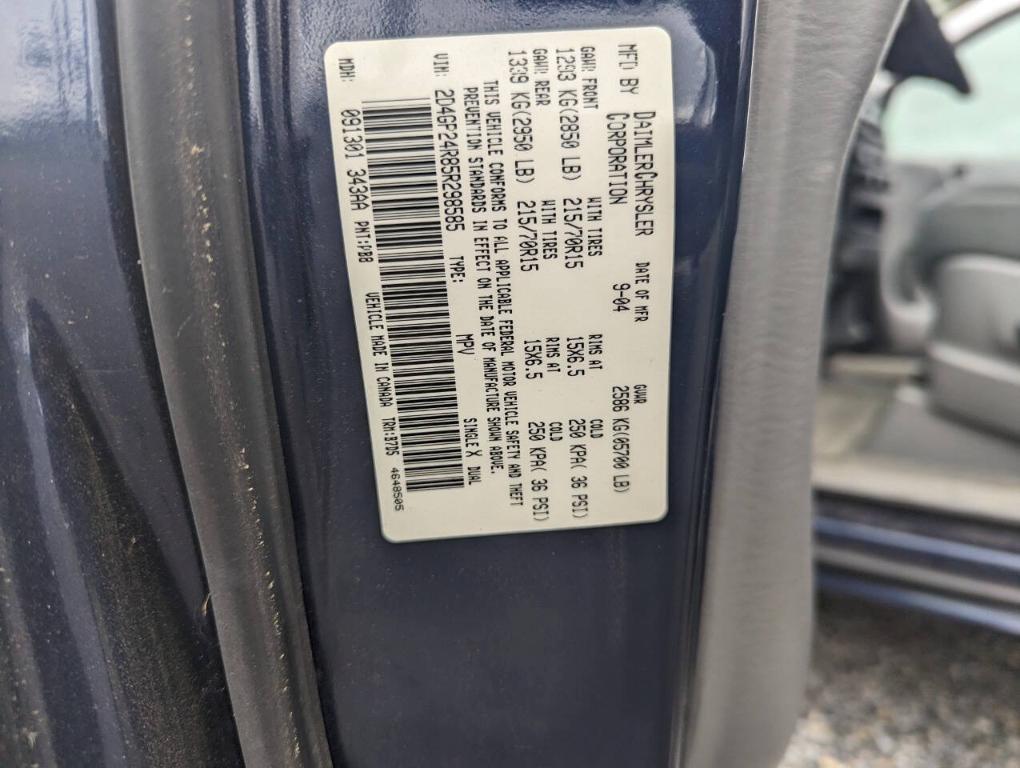 MFD BY DAIMLERCHRYSLER CORPORATION DATE OF MFR 9-04 GVWR 2586 KG(05700 LB)
GAWR FRONT WITH TIRES RIMS AT COLD
1293 KG(2850 LB) 215/70R15 15X6.5 250 KPA( 36 PSI)
GAWR REAR WITH TIRES RIMS AT COLD
1339 KG(2950 LB) 215/70R15 15X6.5 250 KPA( 36 PSI)
THIS VEHICLE CONFORMS TO ALL APPLICABLE FEDERAL MOTOR VEHICLE SAFETY AND THEFT
PREVENTION STANDARDS IN EFFECT ON THE DATE OF MANUFACTURE SHOWN ABOVE.
VIN: 2D4GP24R85R298585 TYPE: MPV SINGLE X DUAL
MDH: 091301 343AA PNT:PB8 VEHICLE MADE IN CANADA TRM:B7D5 4648505